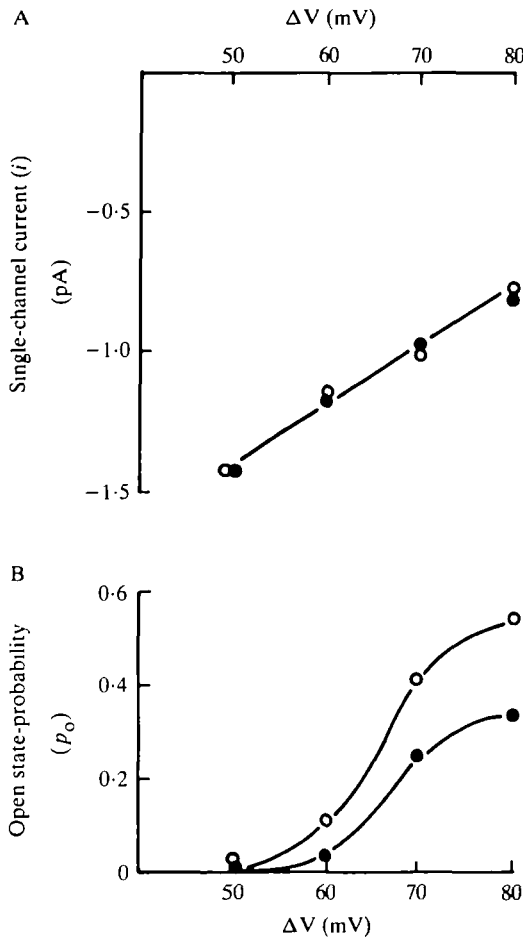 A
ΔV (mV)
50 60 70 80
Single-channel current (i)
(pA)
−0·5
−1·0
−1·5
B
Open state-probability
(pₒ)
0·6
0·4
0·2
0
50 60 70 80
ΔV (mV)